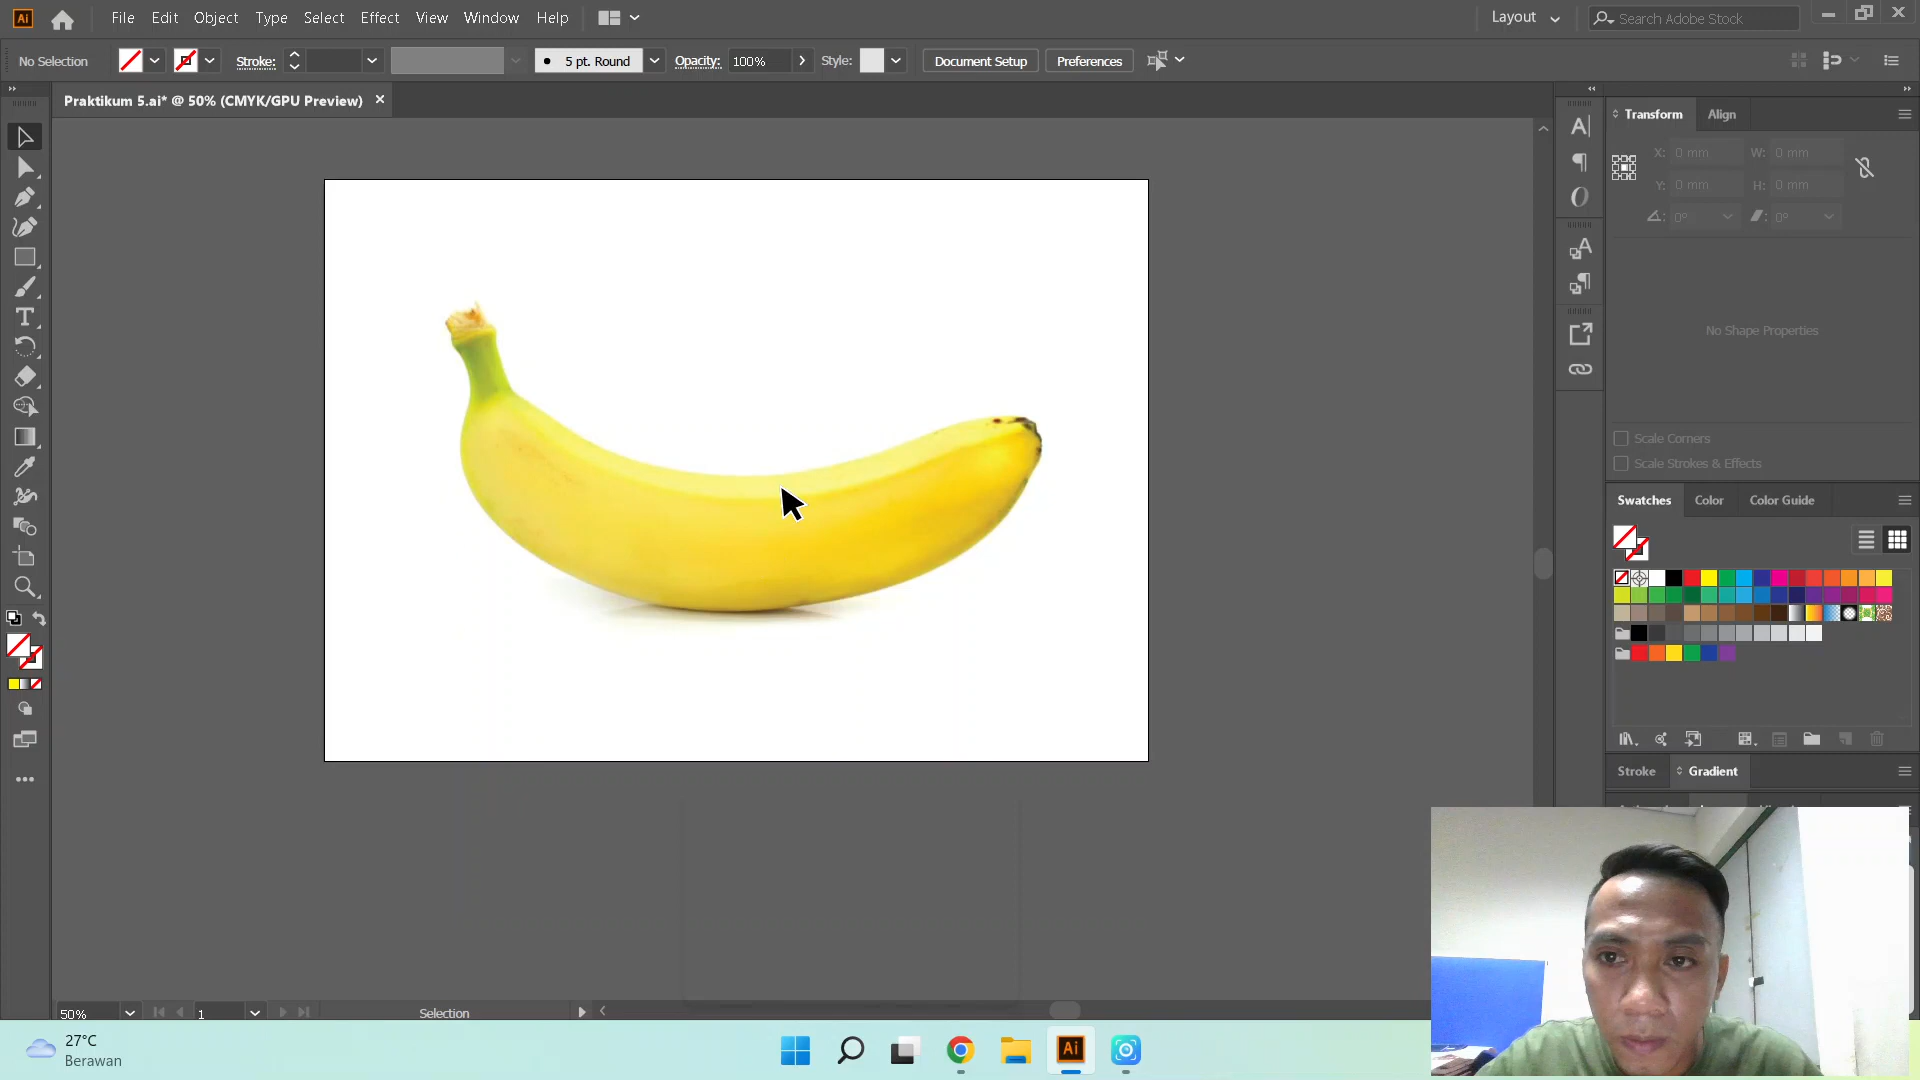 Ai File Edit Object Type Select Effect View Window Help Layout Search Adobe Stock
No Selection Stroke: 5 pt. Round Opacity: 100% Style: Document Setup Preferences
Praktikum 5.ai* @ 50% (CMYK/GPU Preview)
Transform Align
X: 0 mm W: 0 mm
Y: 0 mm H: 0 mm
0° 0°
No Shape Properties
Scale Corners
Scale Strokes & Effects
Swatches Color Color Guide
Stroke Gradient
50% 1 Selection
27°C
Berawan
Ai